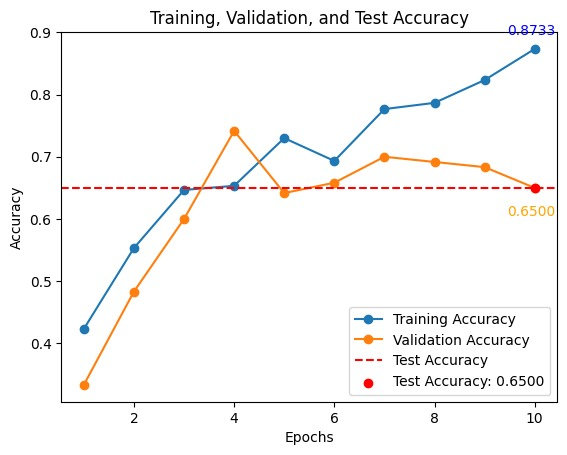 Training, Validation, and Test Accuracy
0.8733
0.9
0.8
0.7
0.6
0.5
0.4
Accuracy
0.6500
Training Accuracy
Validation Accuracy
Test Accuracy
Test Accuracy: 0.6500
2 4 6 8 10
Epochs